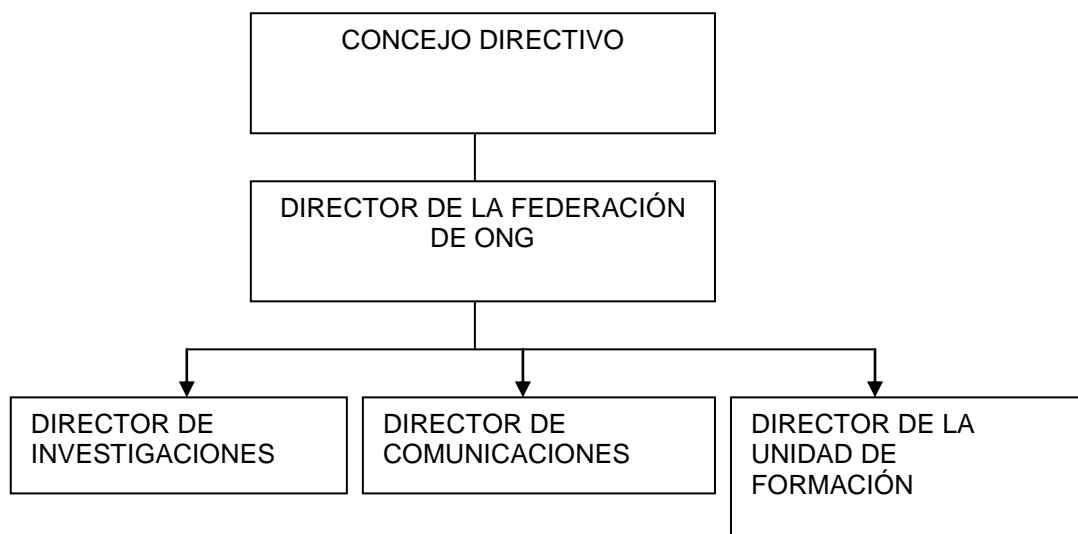 CONCEJO DIRECTIVO
DIRECTOR DE LA FEDERACIÓN
DE ONG
DIRECTOR DE
INVESTIGACIONES
DIRECTOR DE
COMUNICACIONES
DIRECTOR DE LA
UNIDAD DE
FORMACIÓN